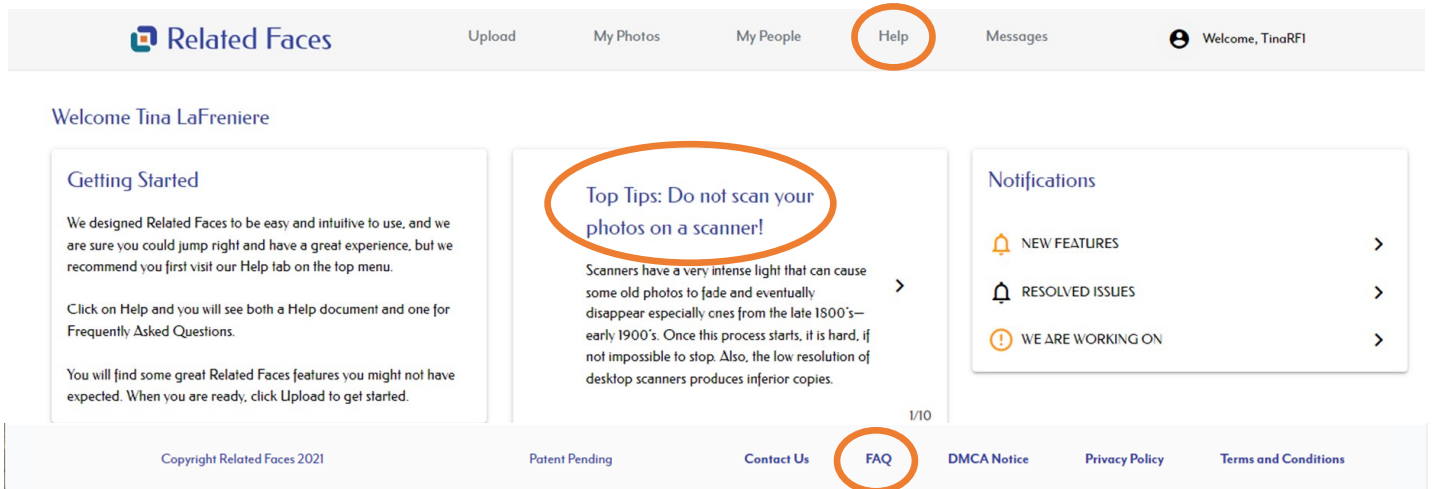 Related Faces Upload My Photos My People Help Messages Welcome, TinaRF1
Welcome Tina LaFreniere
Getting Started
We designed Related Faces to be easy and intuitive to use, and we
are sure you could jump right and have a great experience, but we
recommend you first visit our Help tab on the top menu.
Click on Help and you will see both a Help document and one for
Frequently Asked Questions.
You will find some great Related Faces features you might not have
expected. When you are ready, click Upload to get started.
Top Tips: Do not scan your
photos on a scanner!
Scanners have a very intense light that can cause
some old photos to fade and eventually
disappear especially ones from the late 1800's—
early 1900's. Once this process starts, it is hard, if
not impossible to stop. Also, the low resolution of
desktop scanners produces inferior copies.
1/10
Notifications
NEW FEATURES
RESOLVED ISSUES
WE ARE WORKING ON
Copyright Related Faces 2021 Patent Pending Contact Us FAQ DMCA Notice Privacy Policy Terms and Conditions